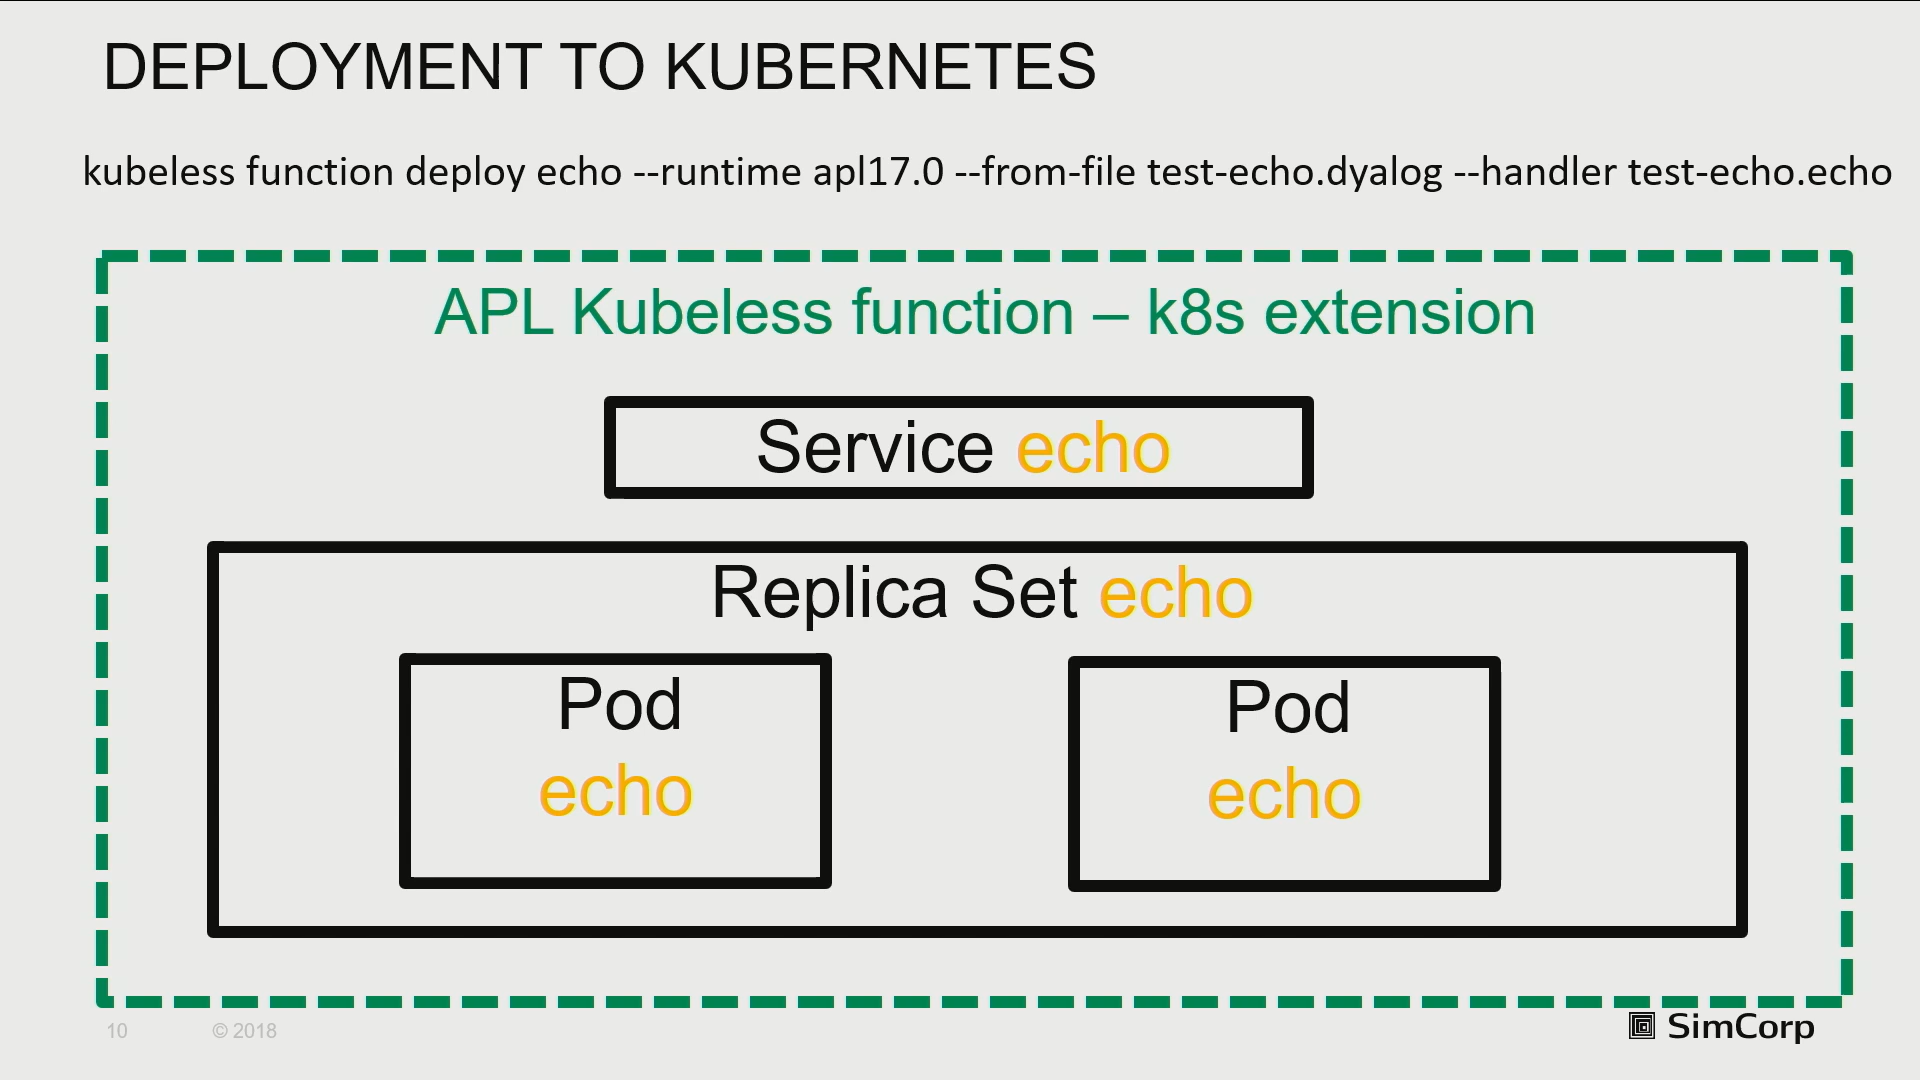 DEPLOYMENT TO KUBERNETES
kubeless function deploy echo --runtime apl17.0 --from-file test-echo.dyalog --handler test-echo.echo
APL Kubeless function – k8s extension
Service echo
Replica Set echo
Pod
echo
Pod
echo
10 © 2018
SimCorp